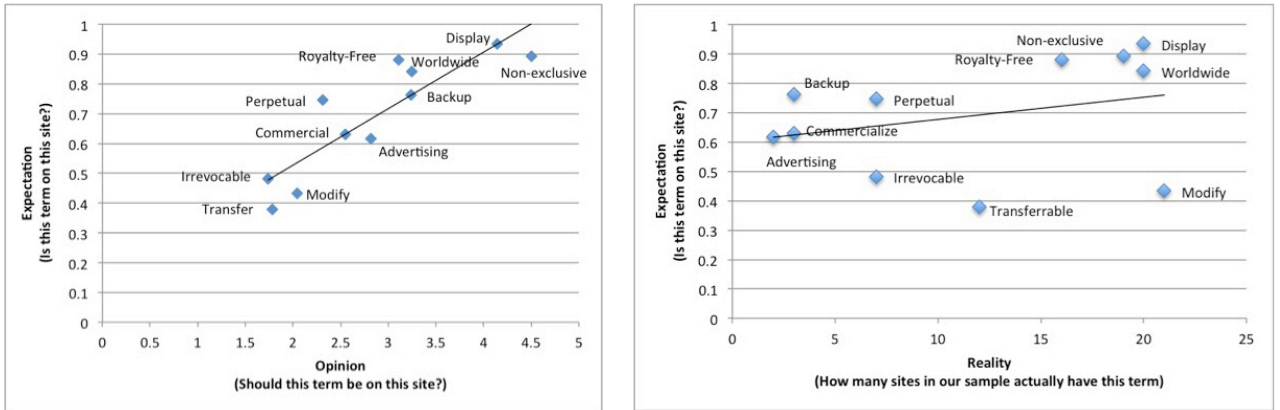 1
0.9
0.8
0.7
0.6
0.5
0.4
0.3
0.2
0.1
0
Expectation
(Is this term on this site?)
Display
Royalty-Free
Worldwide
Non-exclusive
Perpetual
Backup
Commercial
Advertising
Irrevocable
Modify
Transfer
0 0.5 1 1.5 2 2.5 3 3.5 4 4.5 5
Opinion
(Should this term be on this site?)
1
0.9
0.8
0.7
0.6
0.5
0.4
0.3
0.2
0.1
0
Expectation
(Is this term on this site?)
Non-exclusive
Display
Royalty-Free
Worldwide
Backup
Perpetual
Commercialize
Advertising
Irrevocable
Modify
Transferrable
0 5 10 15 20 25
Reality
(How many sites in our sample actually have this term)